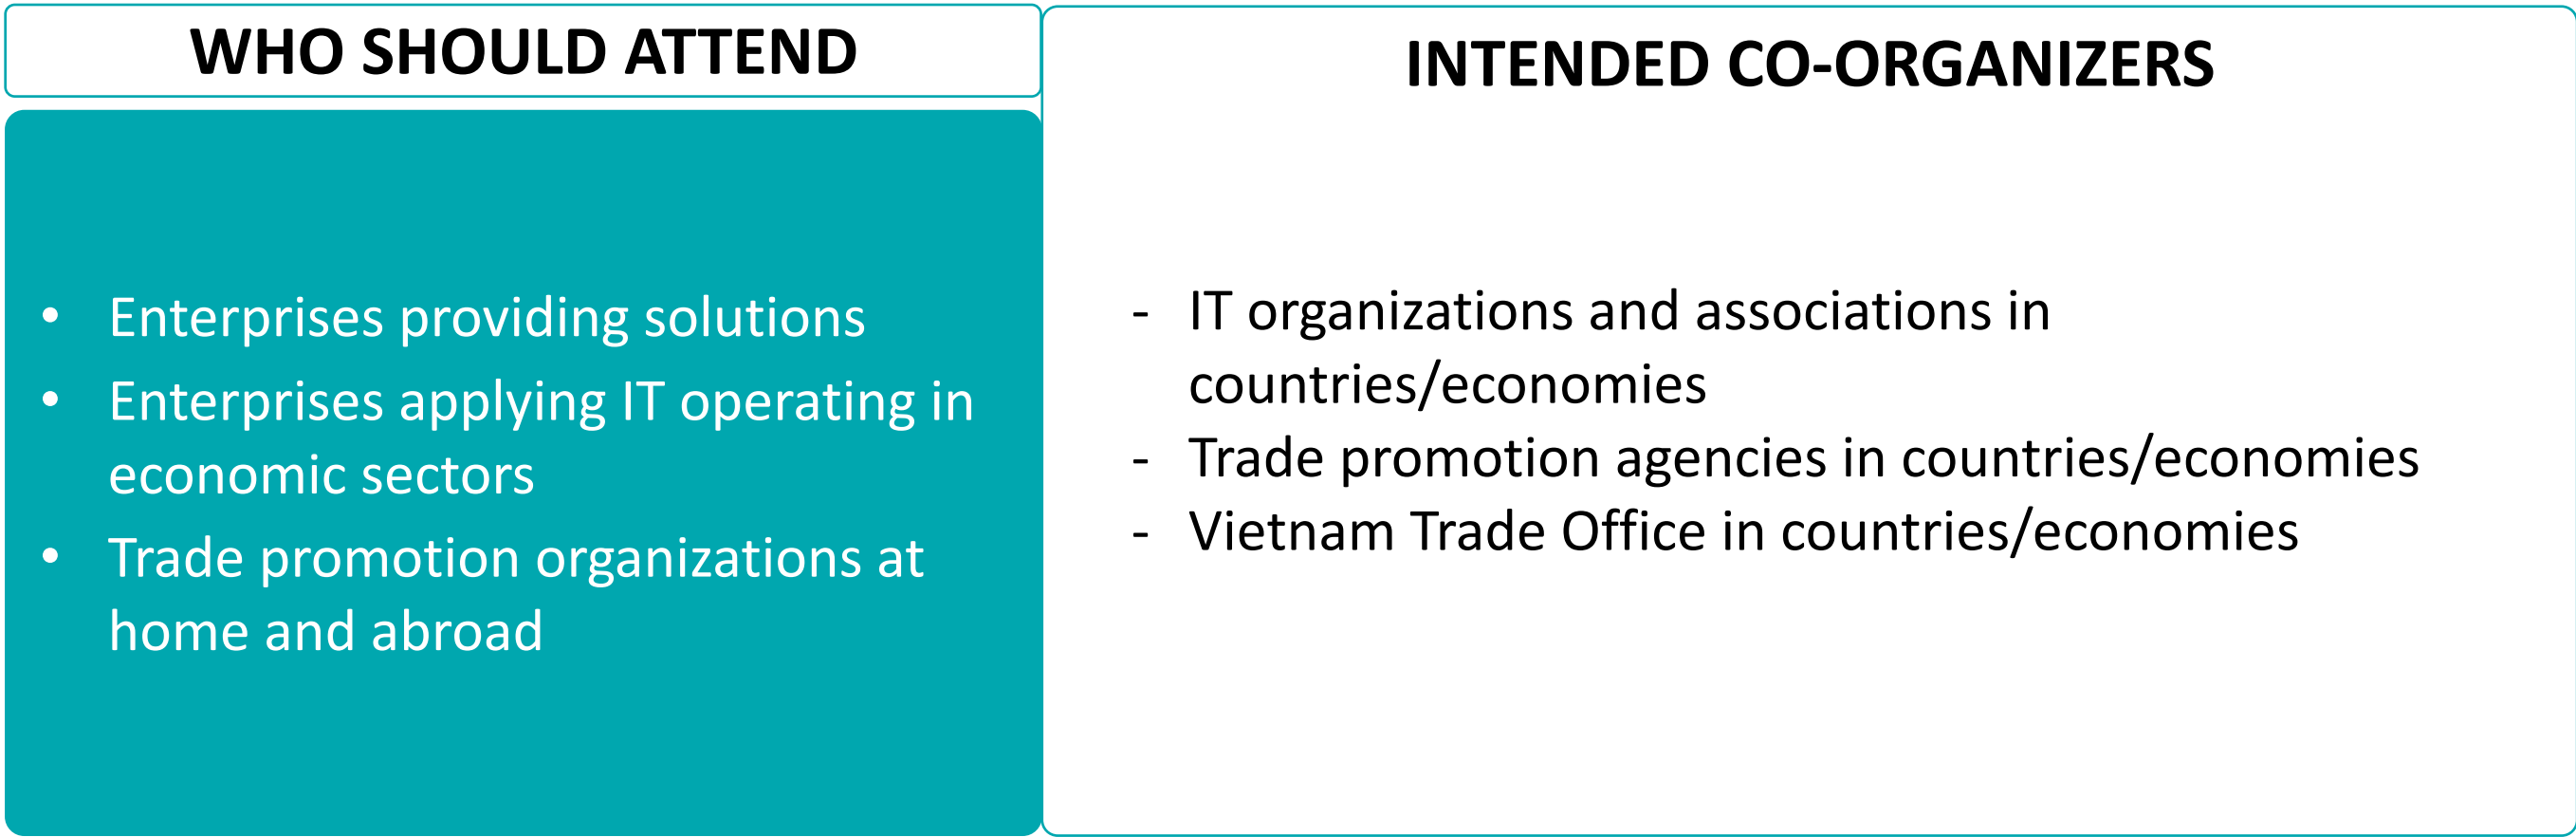 WHO SHOULD ATTEND
• Enterprises providing solutions
• Enterprises applying IT operating in
economic sectors
• Trade promotion organizations at
home and abroad
INTENDED CO-ORGANIZERS
- IT organizations and associations in
countries/economies
- Trade promotion agencies in countries/economies
- Vietnam Trade Office in countries/economies